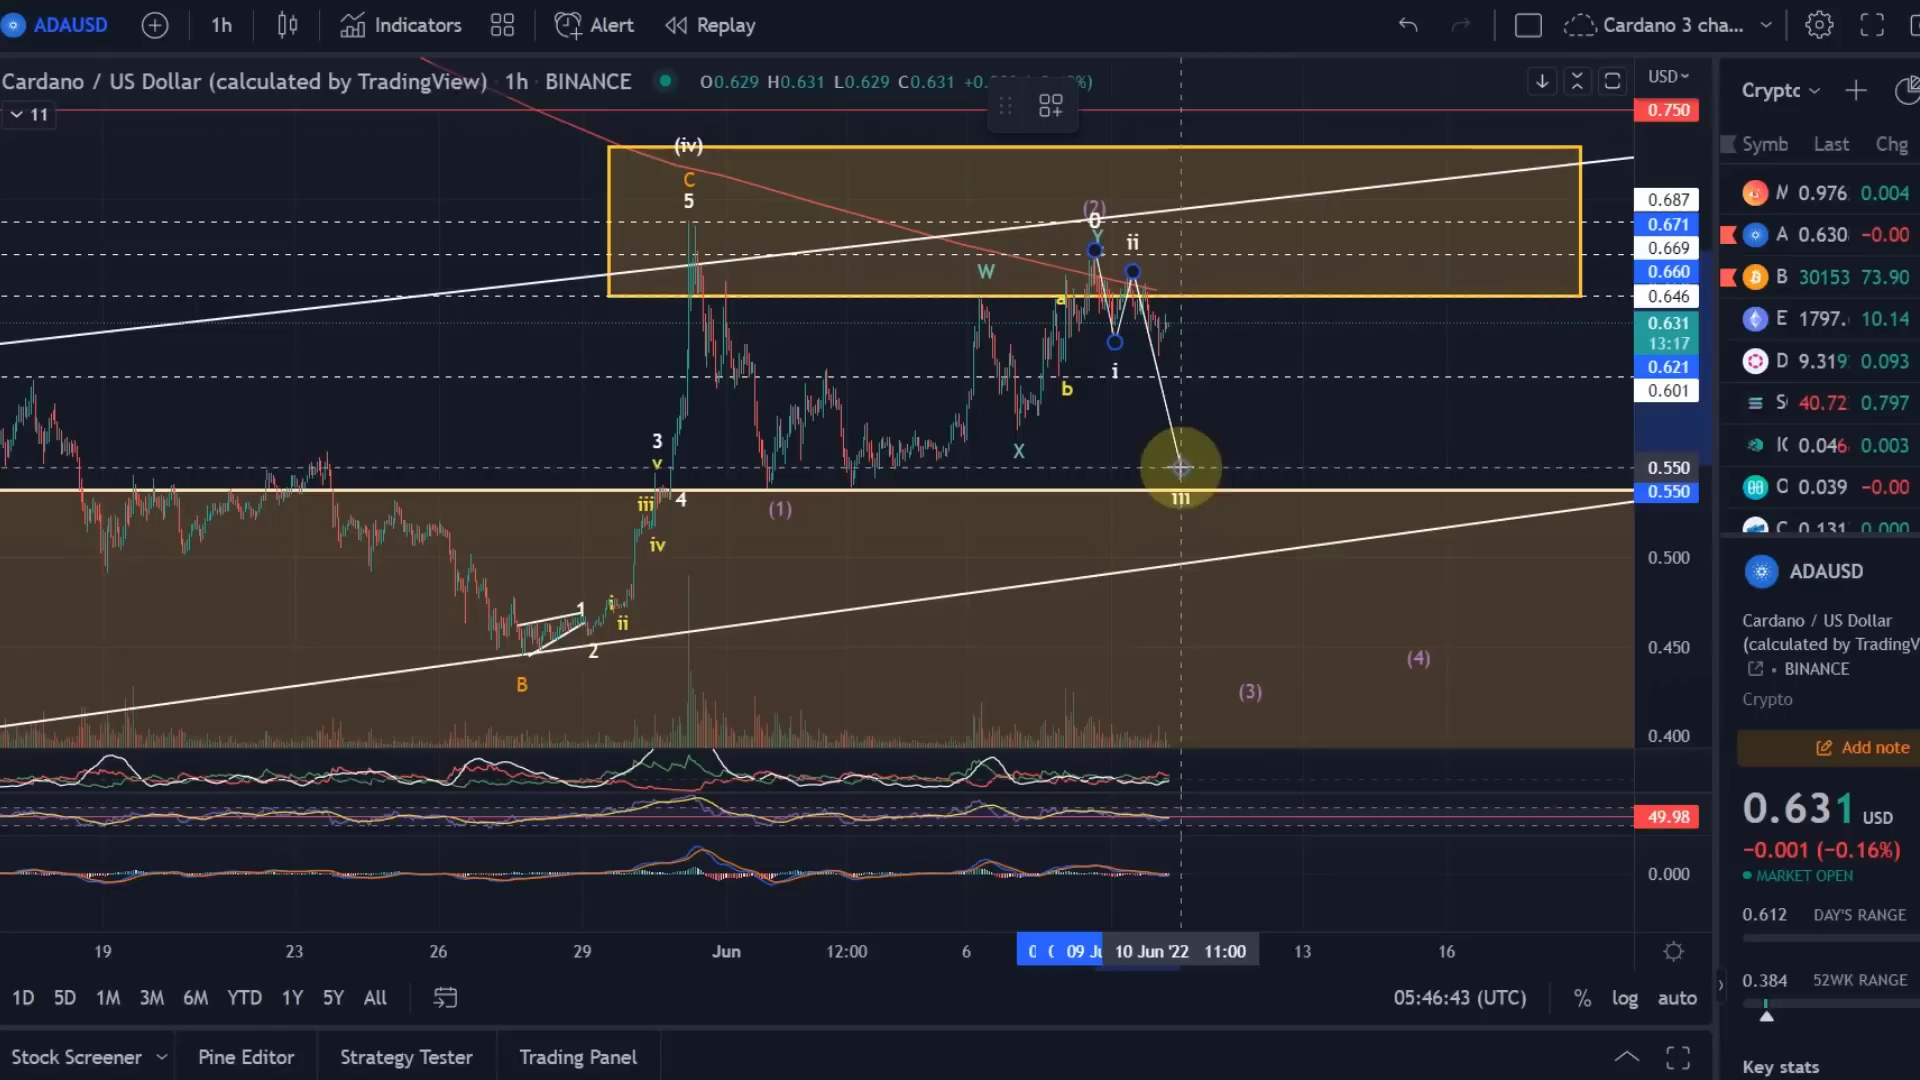 ADAUSD 1h Indicators Alert Replay Cardano 3 cha...
Cardano / US Dollar (calculated by TradingView) 1h BINANCE O0.629 H0.631 L0.629 C0.631 USD
11
Crypto
Symb Last Chg
0.750
0.687
0.671
0.669
0.660
0.646
0.631
13:17
0.621
0.601
0.550
0.550
0.500
0.450
0.400
49.98
0.000
(iv)
C
5
(2)
0
Y
ii
W
a
i
b
X
3
v
iii
4
(1)
iv
iii
i
1
ii
2
B
(4)
(3)
0.976 0.004
A 0.630 −0.00
B 30153 73.90
E 1797. 10.14
D 9.319 0.093
S 40.72 0.797
0.046 0.003
0.039 −0.00
0.131 0.000
ADAUSD
Cardano / US Dollar
(calculated by TradingV
BINANCE
Crypto
Add note
0.631 USD
−0.001 (−0.16%)
MARKET OPEN
0.612 DAY'S RANGE
0.384 52WK RANGE
Key stats
19 23 26 29 Jun 12:00 6 09 Ju 10 Jun '22 11:00 13 16
1D 5D 1M 3M 6M YTD 1Y 5Y All 05:46:43 (UTC) % log auto
Stock Screener Pine Editor Strategy Tester Trading Panel